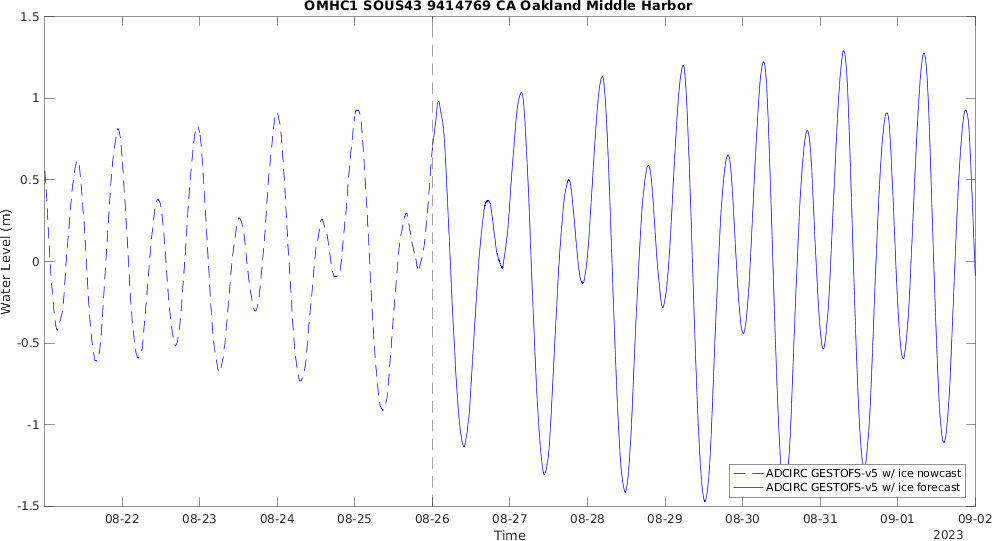 OMHC1 SOUS43 9414769 CA Oakland Middle Harbor
1.5
1
0.5
0
-0.5
-1
-1.5
Water Level (m)
ADCIRC GESTOFS-v5 w/ ice nowcast
ADCIRC GESTOFS-v5 w/ ice forecast
08-22 08-23 08-24 08-25 08-26 08-27 08-28 08-29 08-30 08-31 09-01 09-02
Time
2023